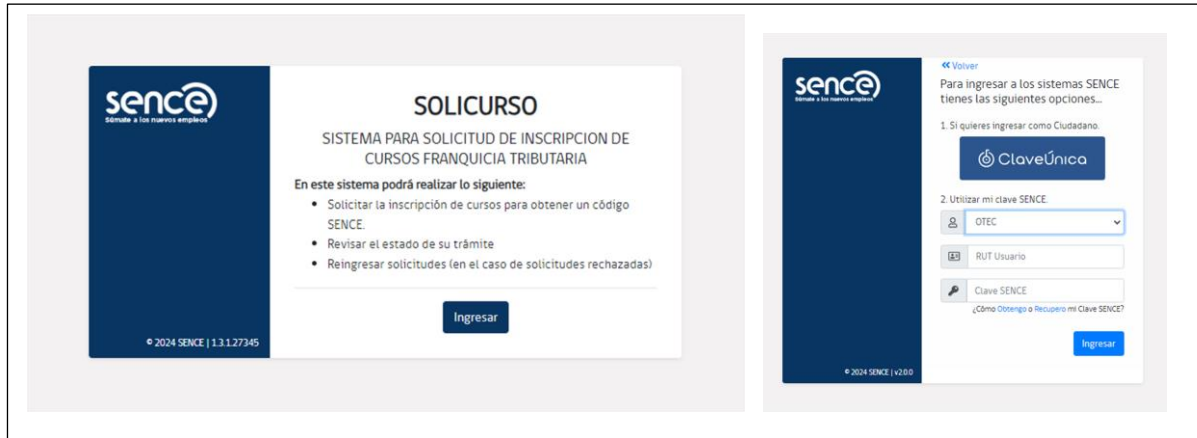 sence
Súmate a los nuevos empleos
SOLICURSO
SISTEMA PARA SOLICITUD DE INSCRIPCION DE
CURSOS FRANQUICIA TRIBUTARIA
En este sistema podrá realizar lo siguiente:
• Solicitar la inscripción de cursos para obtener un código
SENCE.
• Revisar el estado de su trámite
• Reingresar solicitudes (en el caso de solicitudes rechazadas)
Ingresar
© 2024 SENCE | 1.3.1.27345
sence
Súmate a los nuevos empleos
« Volver
Para ingresar a los sistemas SENCE
tienes las siguientes opciones...
1. Si quieres ingresar como Ciudadano.
ClaveÚnica
2. Utilizar mi clave SENCE.
OTEC
RUT Usuario
Clave SENCE
¿Cómo Obtengo o Recupero mi Clave SENCE?
Ingresar
© 2024 SENCE | v2.0.0